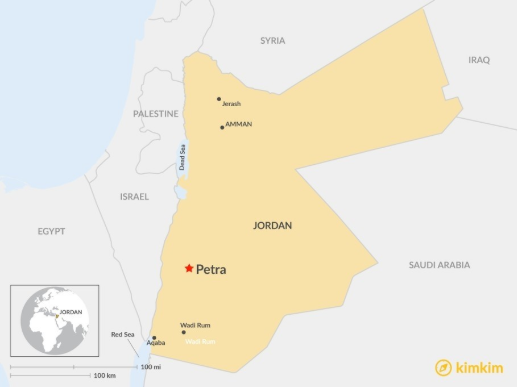 SYRIA
IRAQ
Jerash
PALESTINE
AMMAN
Dead Sea
ISRAEL
JORDAN
EGYPT
SAUDI ARABIA
Petra
JORDAN
Wadi Rum
Red Sea
Aqaba
Wadi Rum
100 mi
100 km
kimkim